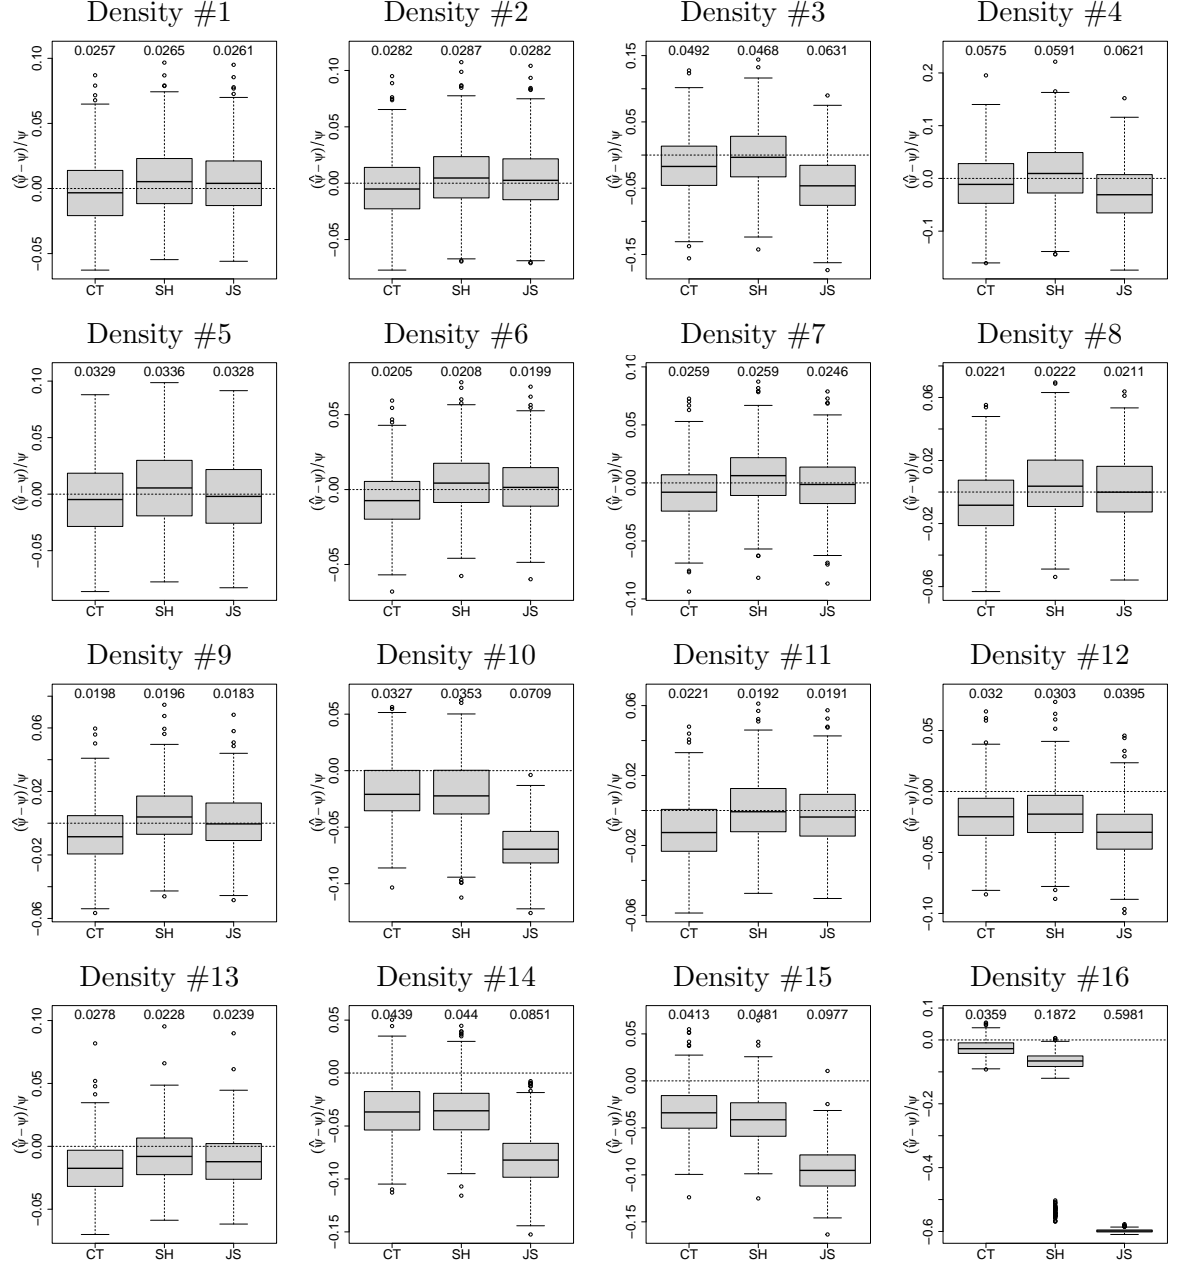 Density #1 Density #2 Density #3 Density #4
0.0257 0.0265 0.0261 0.0282 0.0287 0.0282 0.0492 0.0468 0.0631 0.0575 0.0591 0.0621
(ψ̂ − ψ)/ψ (ψ̂ − ψ)/ψ (ψ̂ − ψ)/ψ (ψ̂ − ψ)/ψ
−0.05 0.00 0.05 0.10 −0.05 0.00 0.05 0.10 −0.15 −0.05 0.05 0.15 −0.1 0.0 0.1 0.2
CT SH JS CT SH JS CT SH JS CT SH JS
Density #5 Density #6 Density #7 Density #8
0.0329 0.0336 0.0328 0.0205 0.0208 0.0199 0.0259 0.0259 0.0246 0.0221 0.0222 0.0211
(ψ̂ − ψ)/ψ (ψ̂ − ψ)/ψ (ψ̂ − ψ)/ψ (ψ̂ − ψ)/ψ
−0.05 0.00 0.05 0.10 −0.05 0.00 0.05 −0.10 −0.05 0.00 0.05 0.10 −0.06 −0.02 0.02 0.06
CT SH JS CT SH JS CT SH JS CT SH JS
Density #9 Density #10 Density #11 Density #12
0.0198 0.0196 0.0183 0.0327 0.0353 0.0709 0.0221 0.0192 0.0191 0.032 0.0303 0.0395
(ψ̂ − ψ)/ψ (ψ̂ − ψ)/ψ (ψ̂ − ψ)/ψ (ψ̂ − ψ)/ψ
−0.06 −0.02 0.02 0.06 −0.10 −0.05 0.00 0.05 −0.06 −0.02 0.02 0.06 −0.10 −0.05 0.00 0.05
CT SH JS CT SH JS CT SH JS CT SH JS
Density #13 Density #14 Density #15 Density #16
0.0278 0.0228 0.0239 0.0439 0.044 0.0851 0.0413 0.0481 0.0977 0.0359 0.1872 0.5981
(ψ̂ − ψ)/ψ (ψ̂ − ψ)/ψ (ψ̂ − ψ)/ψ (ψ̂ − ψ)/ψ
−0.05 0.00 0.05 0.10 −0.15 −0.10 −0.05 0.00 0.05 −0.15 −0.10 −0.05 0.00 0.05 −0.6 −0.4 −0.2 0.0 0.1
CT SH JS CT SH JS CT SH JS CT SH JS